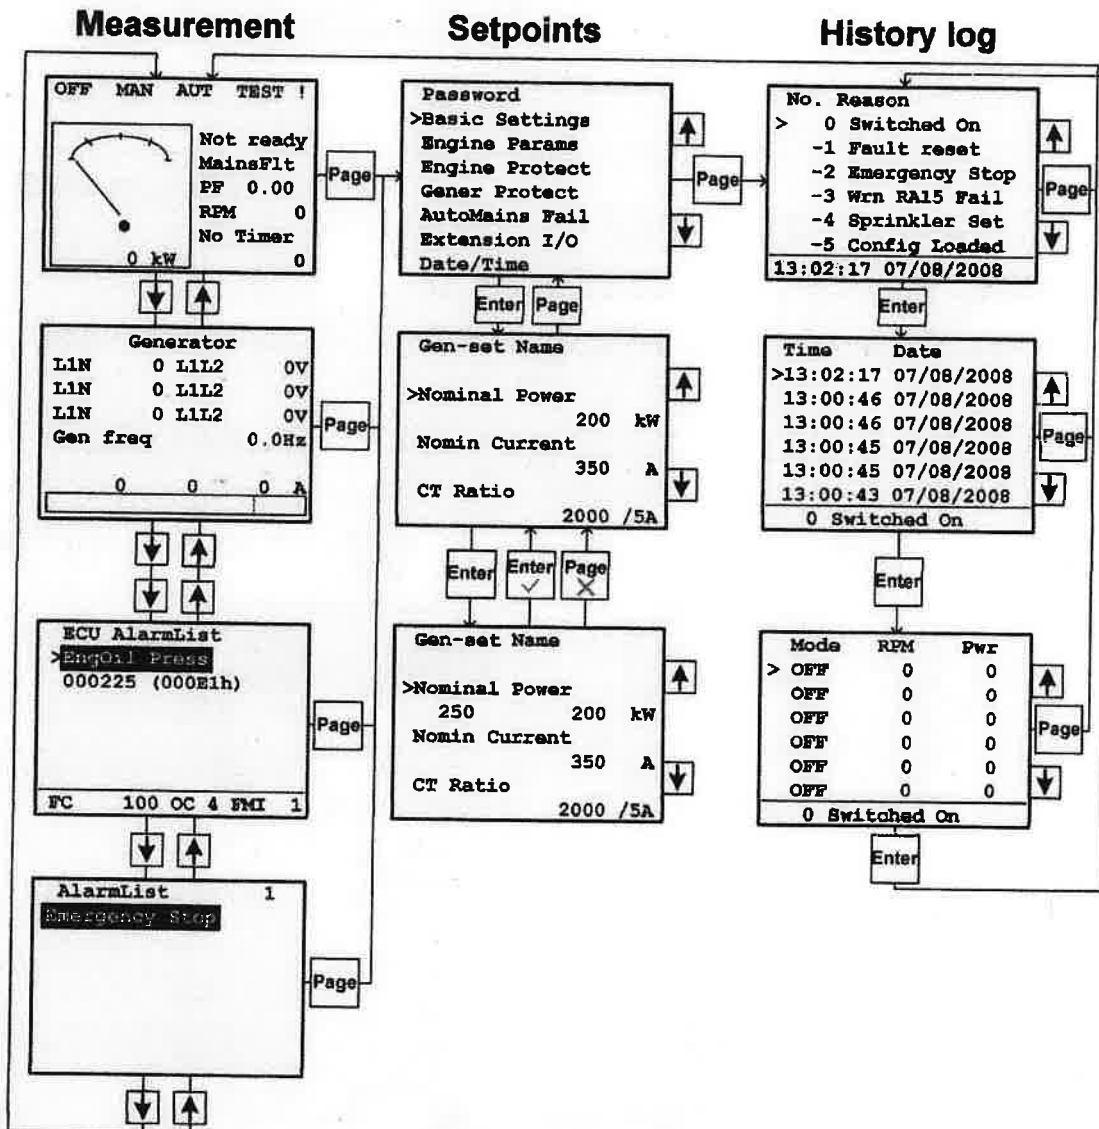 Measurement
OFF MAN AUT TEST !
Not ready
MainsFlt
PF 0.00
RPM 0
No Timer
0 kW 0
Page
Generator
L1N 0 L1L2 0V
L1N 0 L1L2 0V
L1N 0 L1L2 0V
Gen freq 0.0Hz
0 0 0 A
Page
ECU AlarmList
>EngOil Press
000225 (000E1h)
FC 100 OC 4 FMI 1
Page
AlarmList 1
Emergency Stop
Page
Setpoints
Password
>Basic Settings
Engine Params
Engine Protect
Gener Protect
AutoMains Fail
Extension I/O
Date/Time
Page
Enter Page
Gen-set Name
>Nominal Power
200 kW
Nomin Current
350 A
CT Ratio
2000 /5A
Enter Enter Page
Gen-set Name
>Nominal Power
250 200 kW
Nomin Current
350 A
CT Ratio
2000 /5A
History log
No. Reason
> 0 Switched On
-1 Fault reset
-2 Emergency Stop
-3 Wrn RA15 Fail
-4 Sprinkler Set
-5 Config Loaded
13:02:17 07/08/2008
Page
Enter
Time Date
>13:02:17 07/08/2008
13:00:46 07/08/2008
13:00:46 07/08/2008
13:00:45 07/08/2008
13:00:45 07/08/2008
13:00:43 07/08/2008
0 Switched On
Page
Enter
Mode RPM Pwr
> OFF 0 0
OFF 0 0
OFF 0 0
OFF 0 0
OFF 0 0
OFF 0 0
0 Switched On
Page
Enter